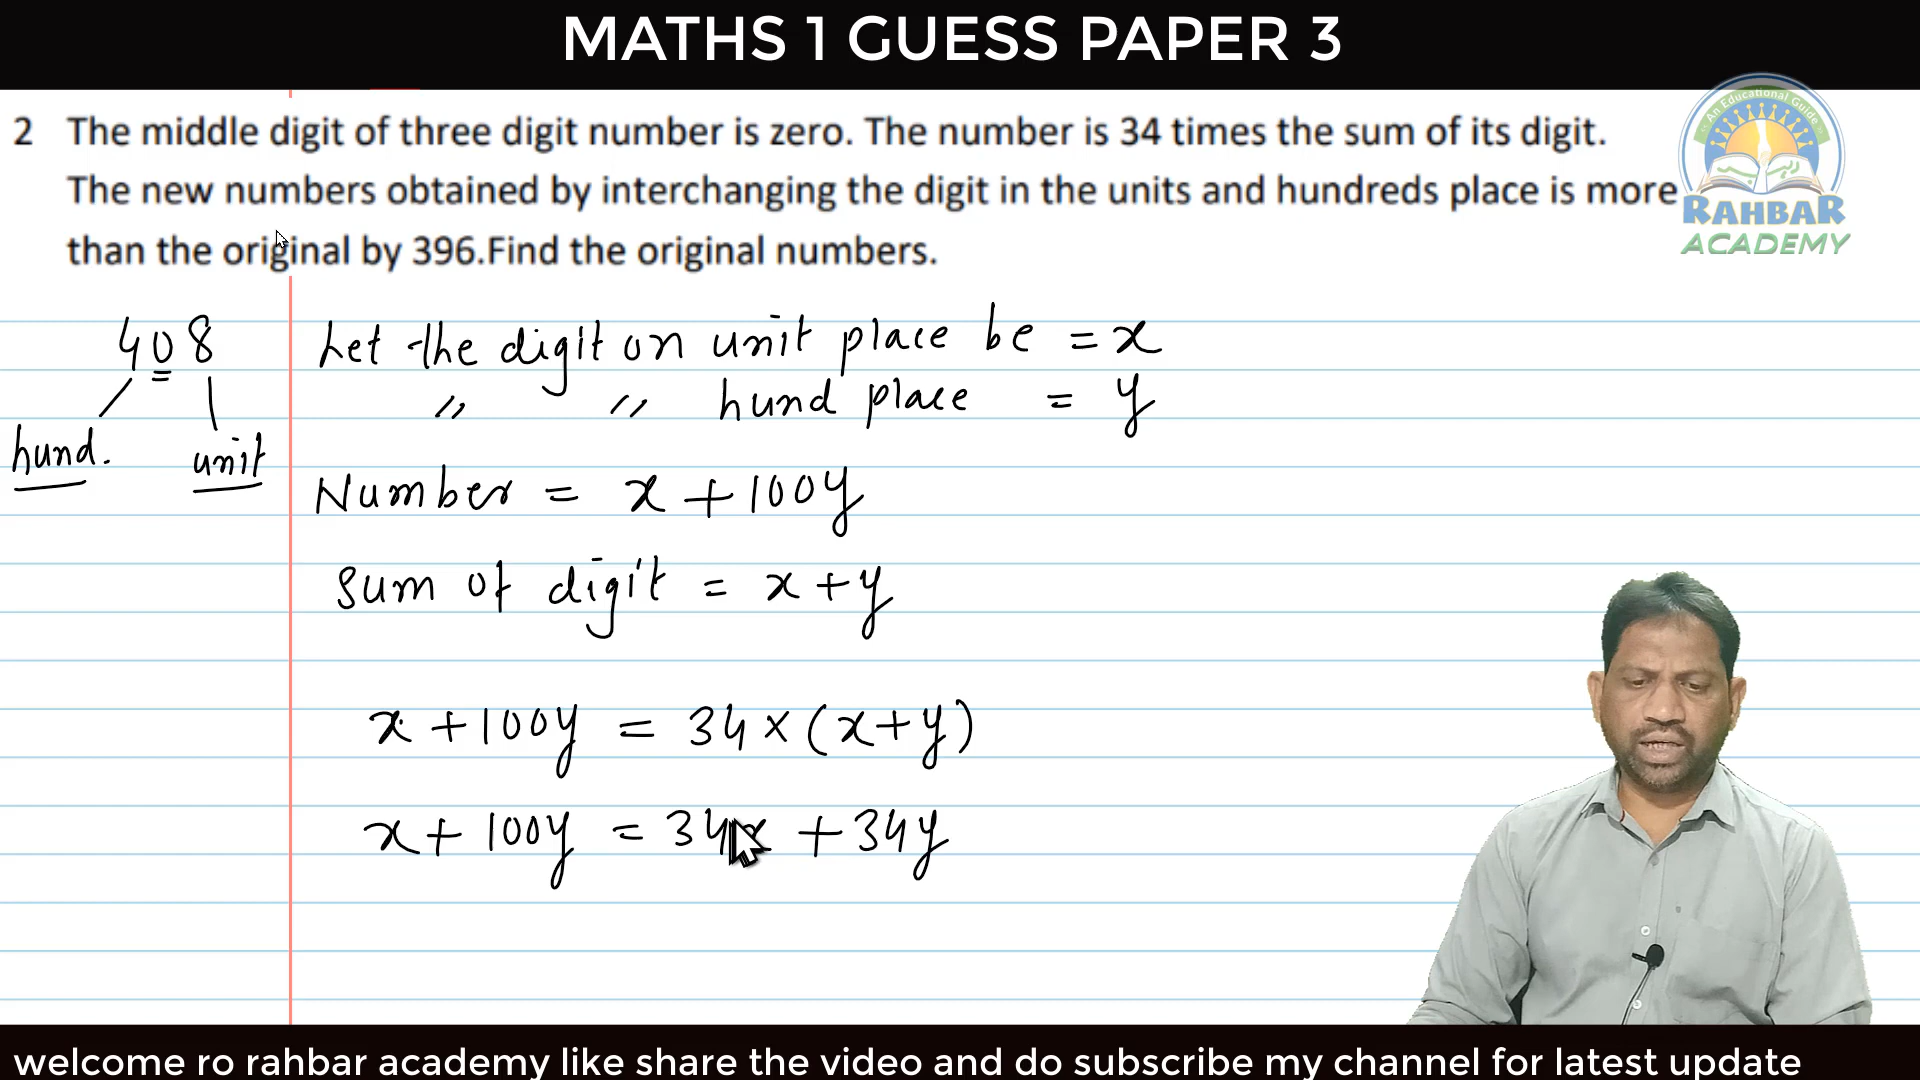 MATHS 1 GUESS PAPER 3
An Educational Guide
RAHBAR
ACADEMY
2 The middle digit of three digit number is zero. The number is 34 times the sum of its digit.
The new numbers obtained by interchanging the digit in the units and hundreds place is more
than the original by 396.Find the original numbers.
408
hund. unit
Let the digit on unit place be = x
〃 〃 hund place = y
Number = x + 100y
Sum of digit = x + y
x + 100y = 34 × (x + y)
x + 100y = 34x + 34y
welcome ro rahbar academy like share the video and do subscribe my channel for latest update